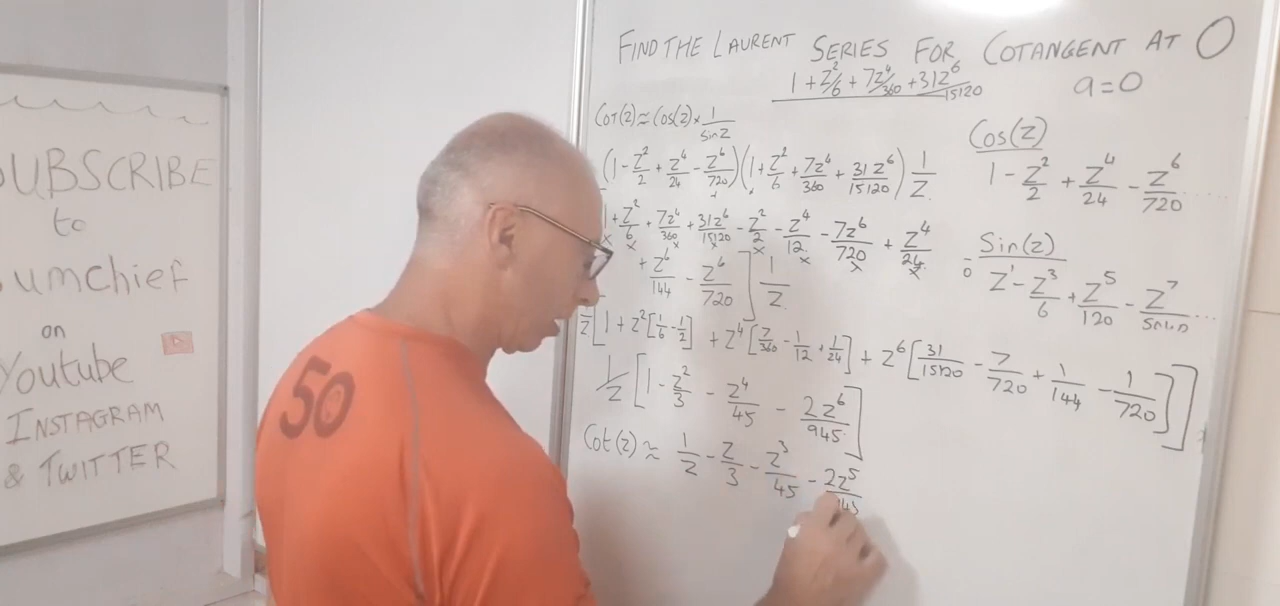 SUBSCRIBE
to
umchief
on
Youtube
INSTAGRAM
& TWITTER
50
FIND THE LAURENT SERIES FOR COTANGENT AT 0
1 + z²/6 + 7z⁴/360 + 31z⁶/15120
a=0
Cot(z) ≈ Cos(z) × 1/sinz
(1 - z²/2 + z⁴/24 - z⁶/720)(1 + z²/6 + 7z⁴/360 + 31z⁶/15120) 1/z
+ z²/6 + 7z⁴/360 + 31z⁶/15120 - z²/2 - z⁴/12 - 7z⁶/720 + z⁴/24
+ z⁶/144 - z⁶/720 ] 1/z
1/z [1 + z²[1/6 - 1/2] + z⁴[7/360 - 1/12 + 1/24] + z⁶[31/15120 - 7/720 + 1/144 - 1/720]]
1/z [1 - z²/3 - z⁴/45 - 2z⁶/945]
Cot(z) ≈ 1/z - z/3 - z³/45 - 2z⁵/945
Cos(z)
1 - z²/2 + z⁴/24 - z⁶/720 ....
Sin(z)
z¹ - z³/6 + z⁵/120 - z⁷/5040 ...